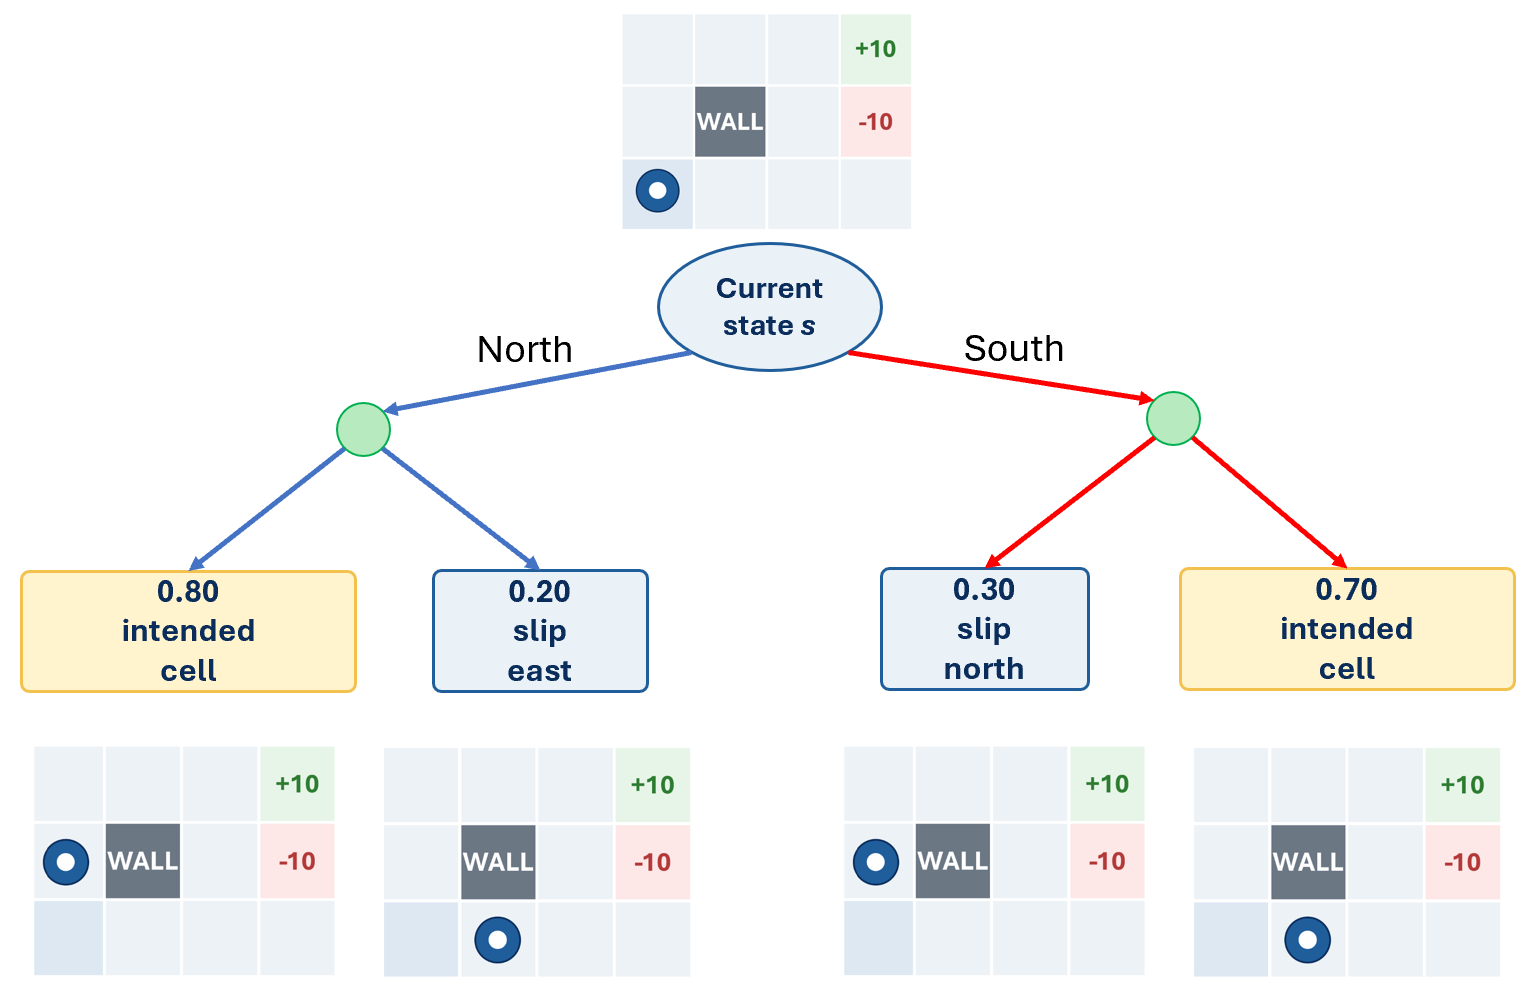 +10
WALL
-10
Current
state s
North
South
0.80
intended
cell
0.20
slip
east
0.30
slip
north
0.70
intended
cell
+10
WALL
-10
+10
WALL
-10
+10
WALL
-10
+10
WALL
-10